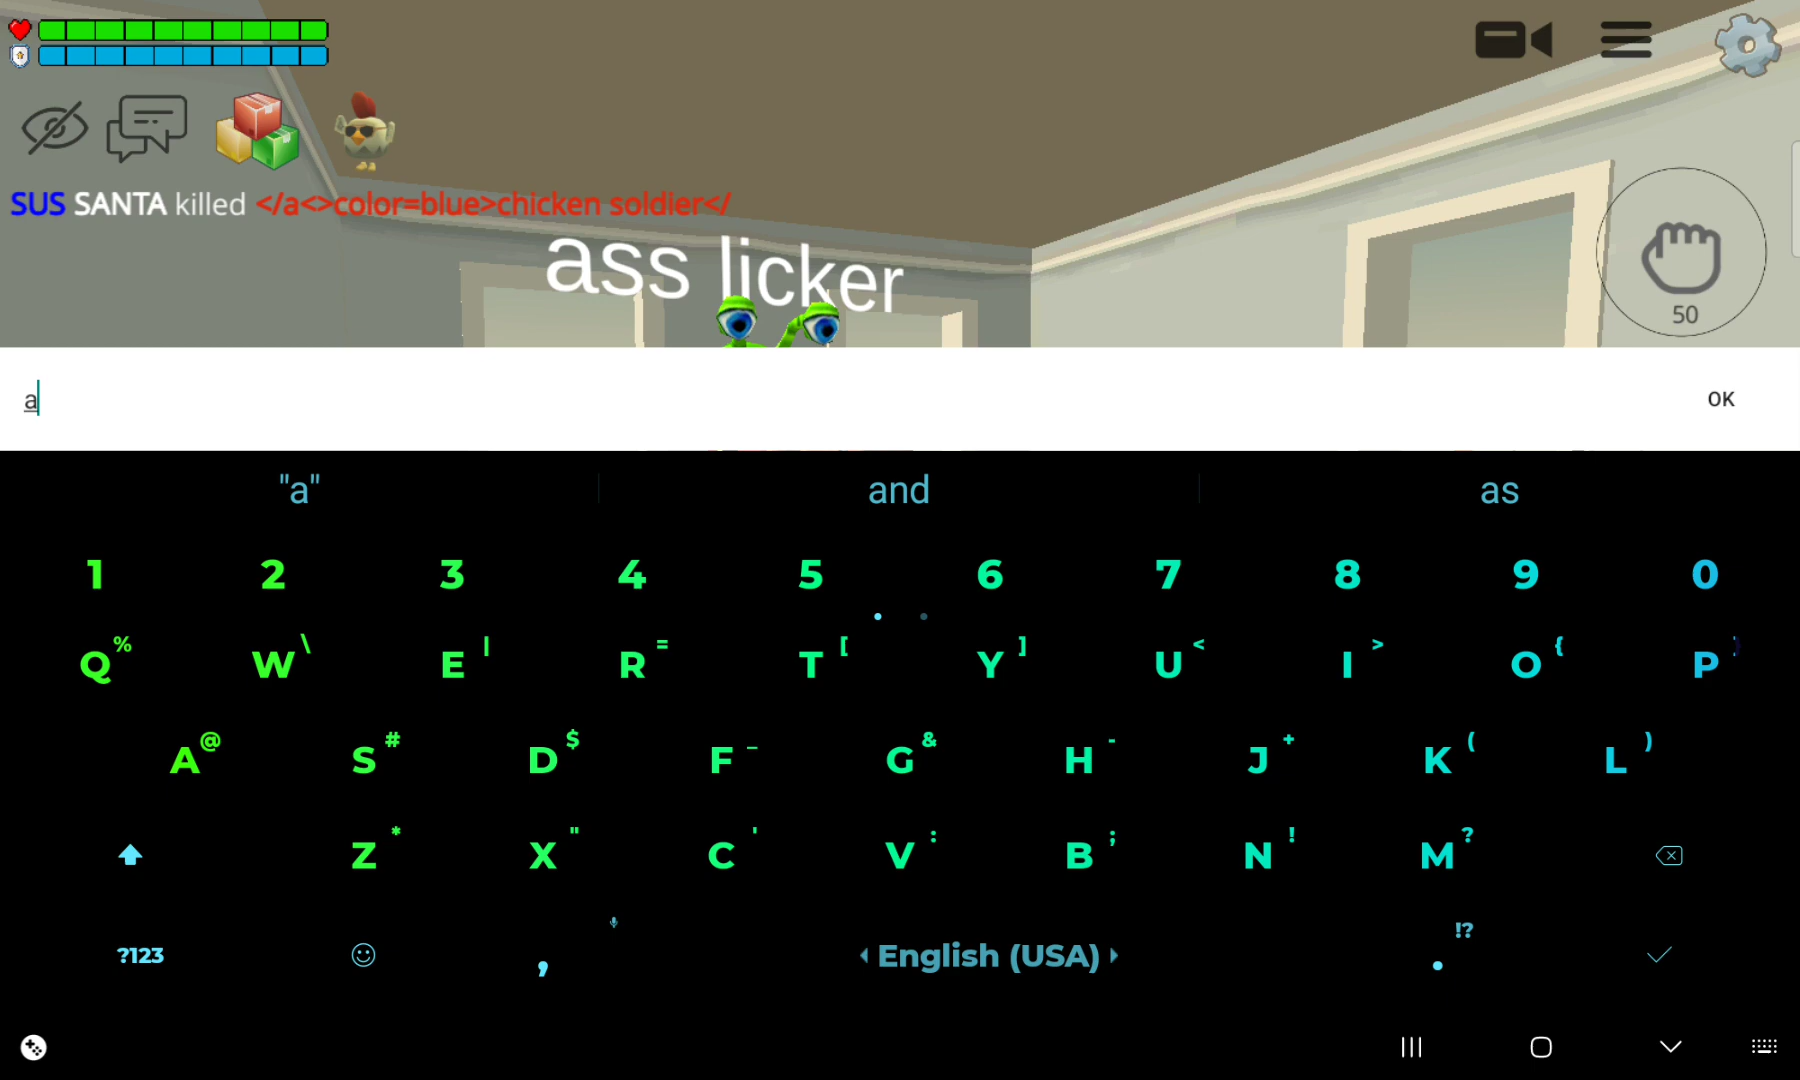 SUS SANTA killed </a<>color=blue>chicken soldier</
ass licker
50
a
OK
"a" and as
1 2 3 4 5 6 7 8 9 0
Q % W \ E | R = T [ Y ] U < I > O { P }
A @ S # D $ F _ G & H - J + K ( L )
Z * X " C ' V : B ; N ! M ?
?123 , English (USA) . !?